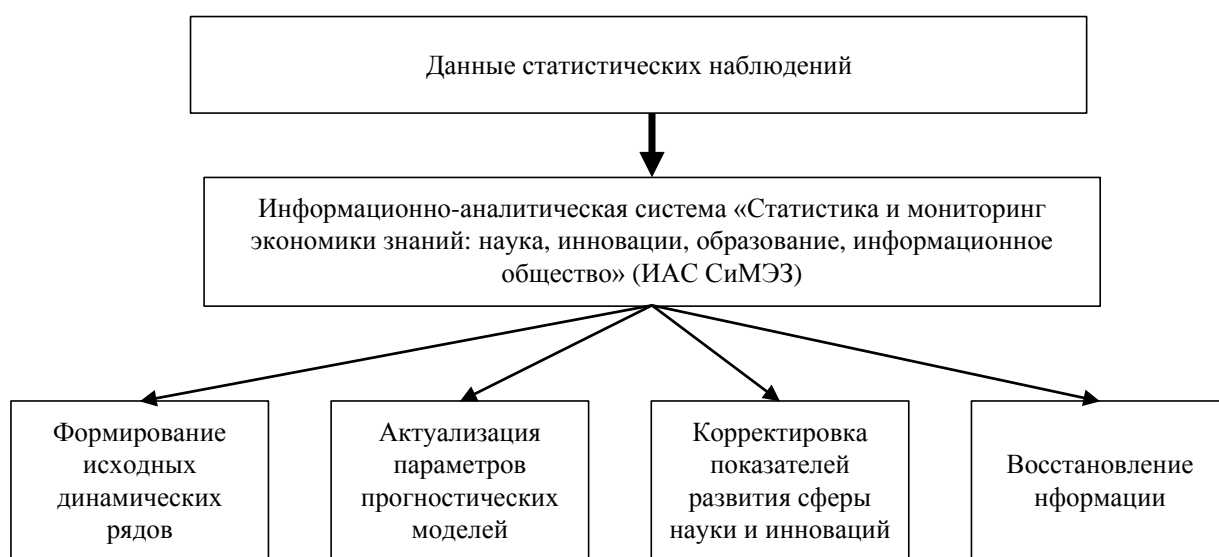 Данные статистических наблюдений
Информационно-аналитическая система «Статистика и мониторинг
экономики знаний: наука, инновации, образование, информационное
общество» (ИАС СиМЭЗ)
Формирование
исходных
динамических
рядов
Актуализация
параметров
прогностических
моделей
Корректировка
показателей
развития сферы
науки и инноваций
Восстановление
нформации